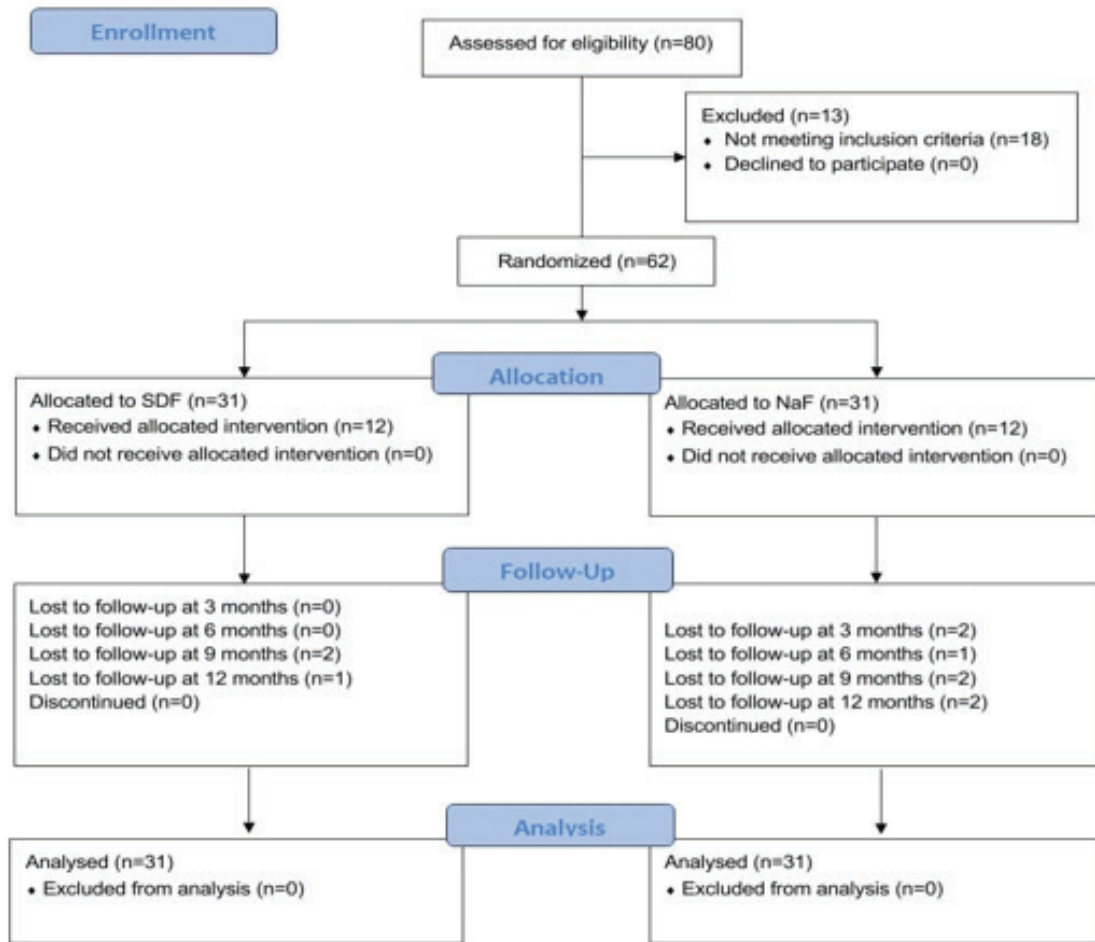 Enrollment
Assessed for eligibility (n=80)
Excluded (n=13)
⬧ Not meeting inclusion criteria (n=18)
⬧ Declined to participate (n=0)
Randomized (n=62)
Allocation
Allocated to SDF (n=31)
⬧ Received allocated intervention (n=12)
⬧ Did not receive allocated intervention (n=0)
Allocated to NaF (n=31)
⬧ Received allocated intervention (n=12)
⬧ Did not receive allocated intervention (n=0)
Follow-Up
Lost to follow-up at 3 months (n=0)
Lost to follow-up at 6 months (n=0)
Lost to follow-up at 9 months (n=2)
Lost to follow-up at 12 months (n=1)
Discontinued (n=0)
Lost to follow-up at 3 months (n=2)
Lost to follow-up at 6 months (n=1)
Lost to follow-up at 9 months (n=2)
Lost to follow-up at 12 months (n=2)
Discontinued (n=0)
Analysis
Analysed (n=31)
⬧ Excluded from analysis (n=0)
Analysed (n=31)
⬧ Excluded from analysis (n=0)